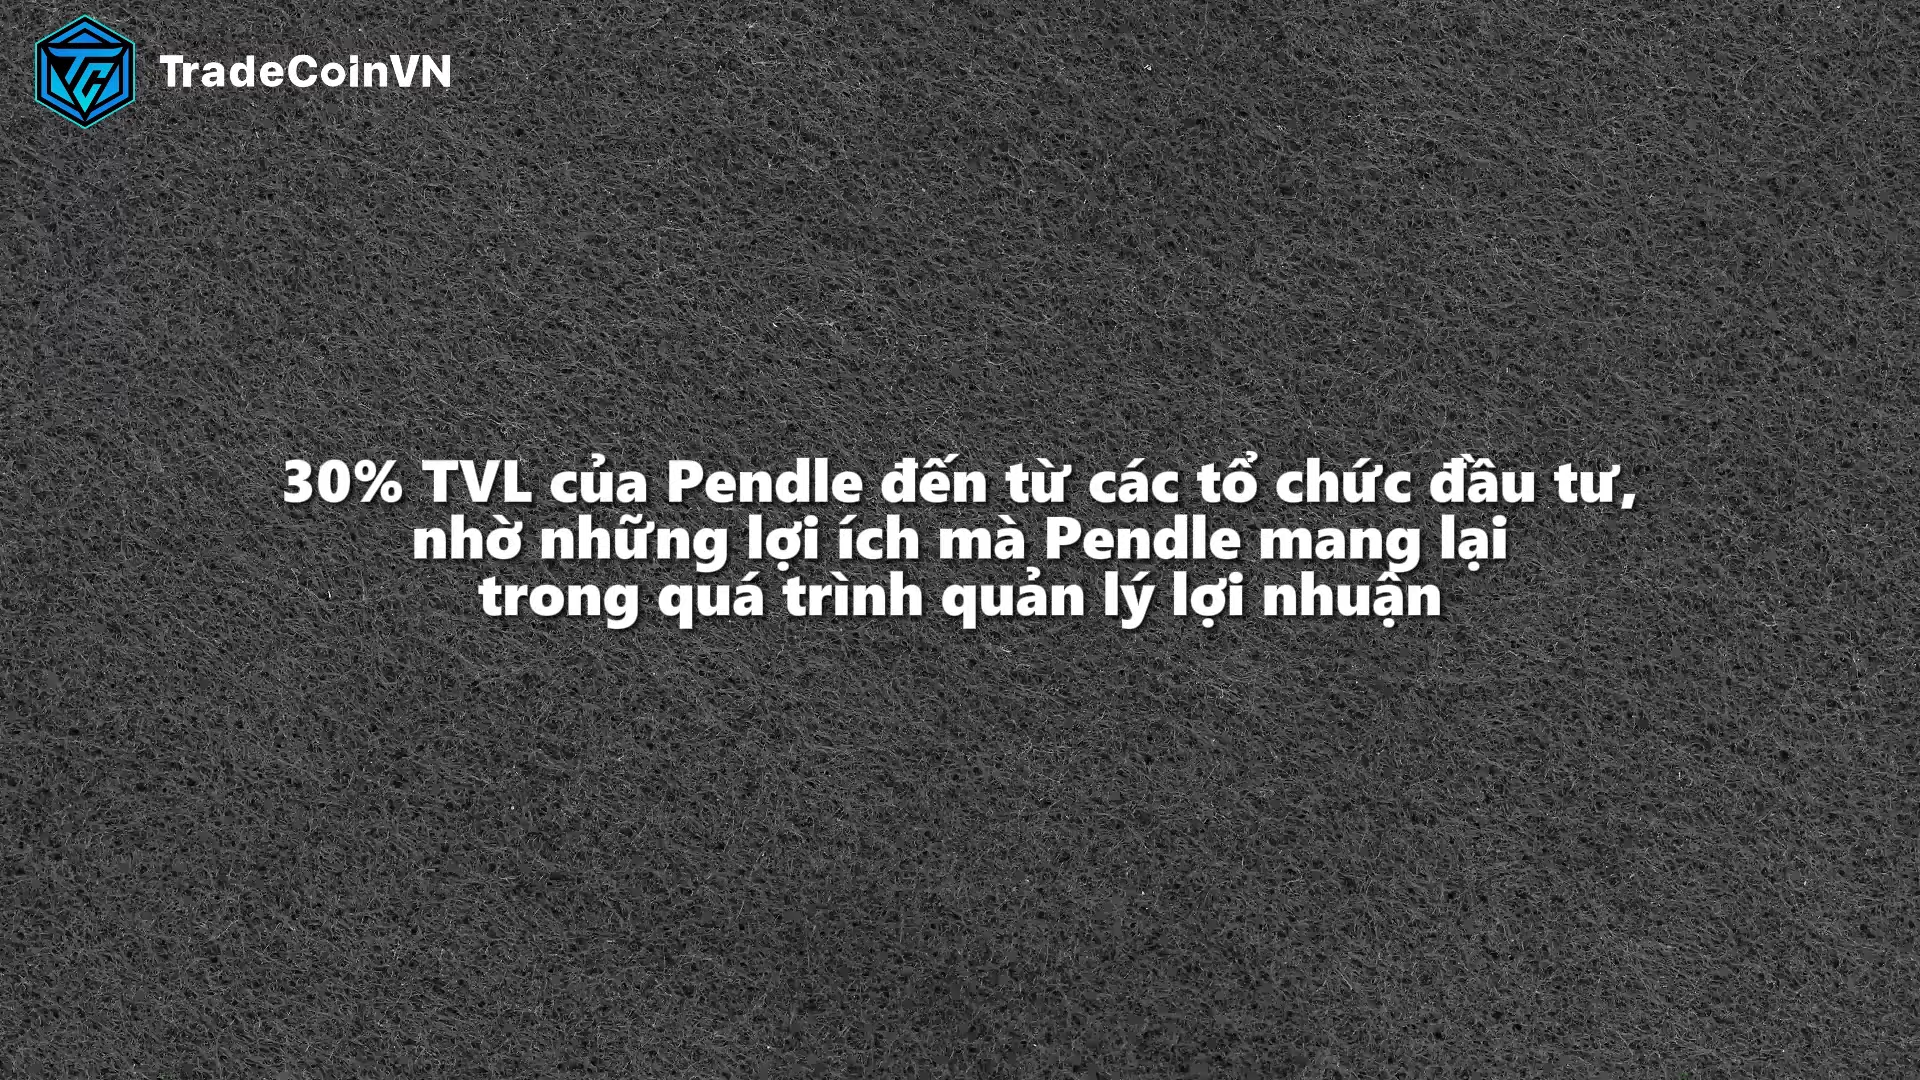 TradeCoinVN
30% TVL của Pendle đến từ các tổ chức đầu tư,
nhờ những lợi ích mà Pendle mang lại
trong quá trình quản lý lợi nhuận